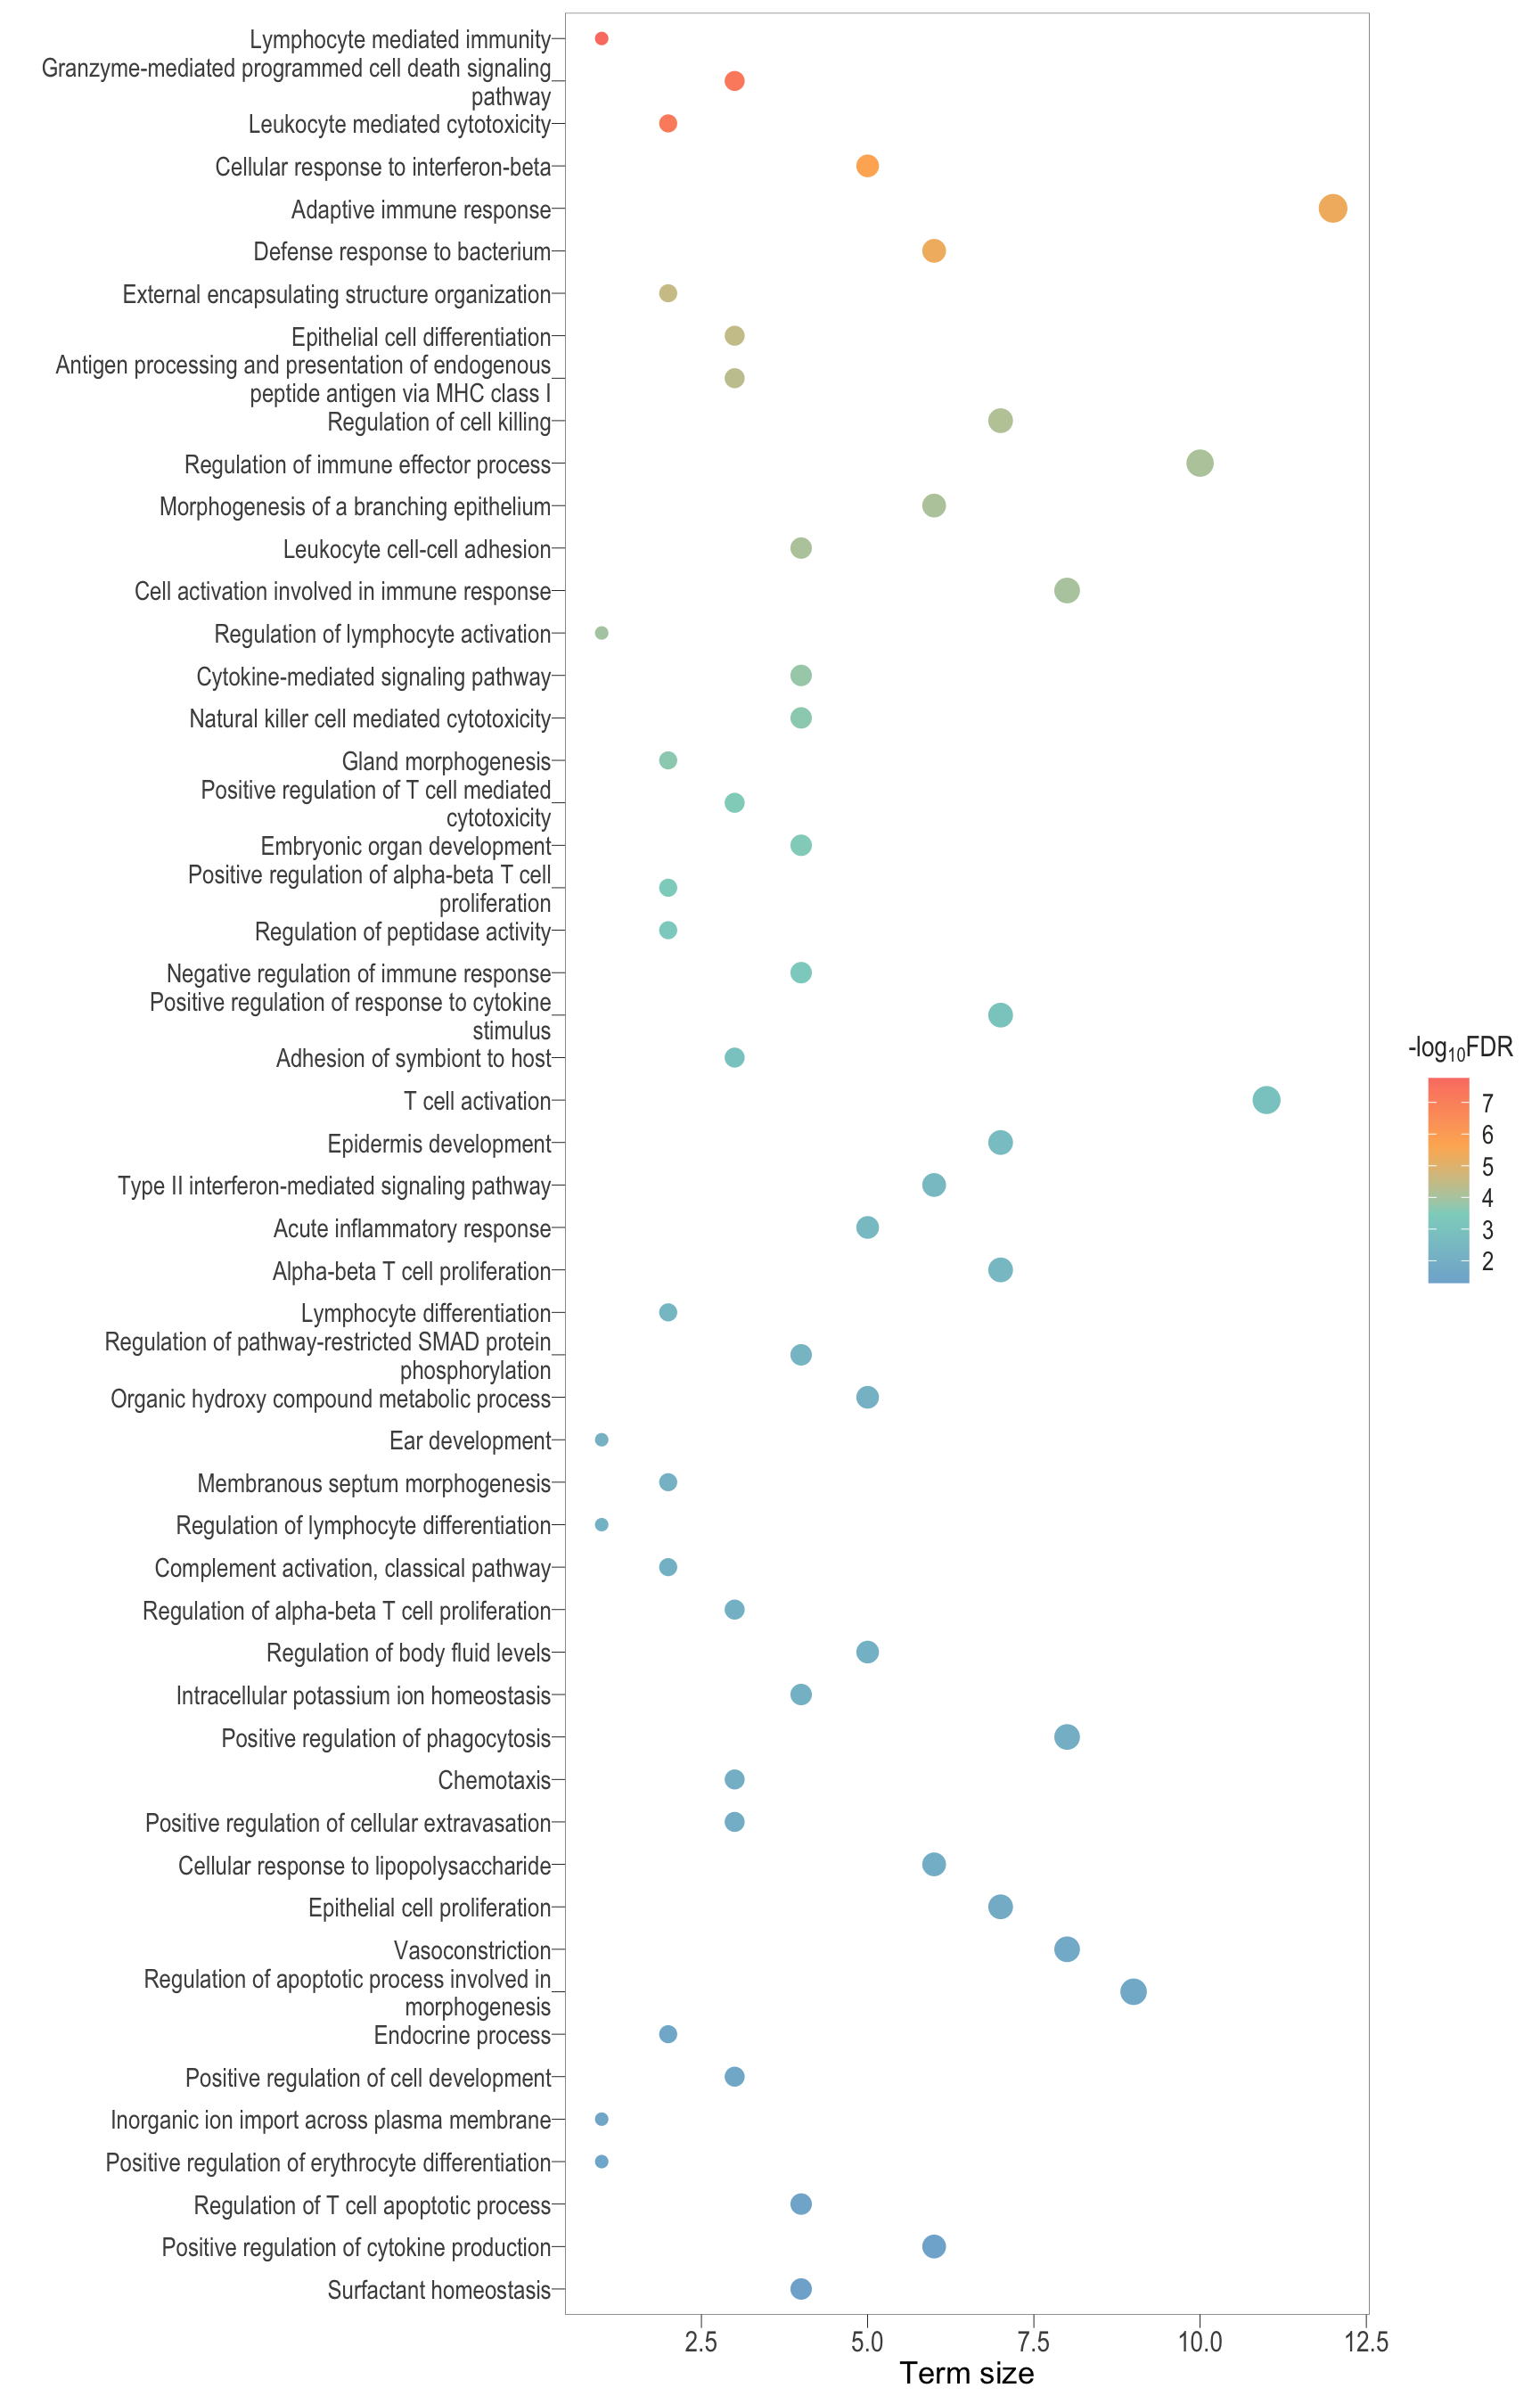 Lymphocyte mediated immunity
Granzyme-mediated programmed cell death signaling
pathway
Leukocyte mediated cytotoxicity
Cellular response to interferon-beta
Adaptive immune response
Defense response to bacterium
External encapsulating structure organization
Epithelial cell differentiation
Antigen processing and presentation of endogenous
peptide antigen via MHC class I
Regulation of cell killing
Regulation of immune effector process
Morphogenesis of a branching epithelium
Leukocyte cell-cell adhesion
Cell activation involved in immune response
Regulation of lymphocyte activation
Cytokine-mediated signaling pathway
Natural killer cell mediated cytotoxicity
Gland morphogenesis
Positive regulation of T cell mediated
cytotoxicity
Embryonic organ development
Positive regulation of alpha-beta T cell
proliferation
Regulation of peptidase activity
Negative regulation of immune response
Positive regulation of response to cytokine
stimulus
Adhesion of symbiont to host
T cell activation
Epidermis development
Type II interferon-mediated signaling pathway
Acute inflammatory response
Alpha-beta T cell proliferation
Lymphocyte differentiation
Regulation of pathway-restricted SMAD protein
phosphorylation
Organic hydroxy compound metabolic process
Ear development
Membranous septum morphogenesis
Regulation of lymphocyte differentiation
Complement activation, classical pathway
Regulation of alpha-beta T cell proliferation
Regulation of body fluid levels
Intracellular potassium ion homeostasis
Positive regulation of phagocytosis
Chemotaxis
Positive regulation of cellular extravasation
Cellular response to lipopolysaccharide
Epithelial cell proliferation
Vasoconstriction
Regulation of apoptotic process involved in
morphogenesis
Endocrine process
Positive regulation of cell development
Inorganic ion import across plasma membrane
Positive regulation of erythrocyte differentiation
Regulation of T cell apoptotic process
Positive regulation of cytokine production
Surfactant homeostasis
2.5 5.0 7.5 10.0 12.5
Term size
-log₁₀FDR
7
6
5
4
3
2